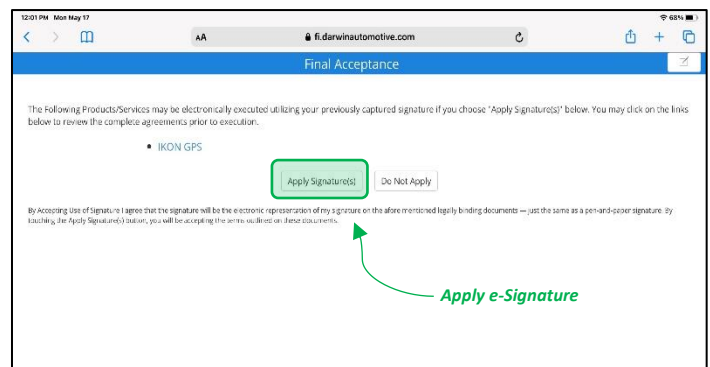 12:01 PM Mon May 17
68%
AA
fi.darwinautomotive.com
Final Acceptance
The Following Products/Services may be electronically executed utilizing your previously captured signature if you choose "Apply Signature(s)" below. You may click on the links
below to review the complete agreements prior to execution.
• IKON GPS
Apply Signature(s)
Do Not Apply
By Accepting Use of Signature I agree that the signature will be the electronic representation of my signature on the afore mentioned legally binding documents — just the same as a pen-and-paper signature. By
touching the Apply Signature(s) button, you will be accepting the terms outlined on these documents.
Apply e-Signature